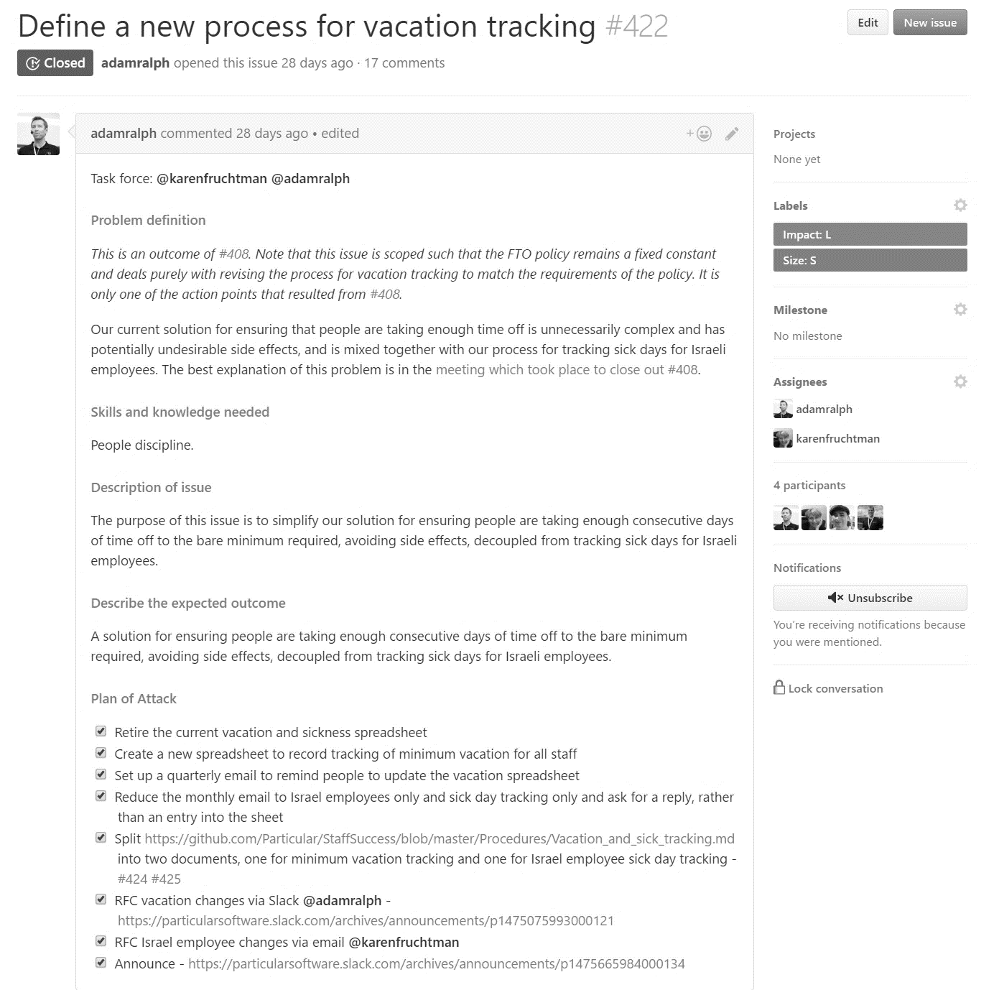 Define a new process for vacation tracking #422
Edit
New issue
Closed
adamralph opened this issue 28 days ago · 17 comments
adamralph commented 28 days ago • edited
Task force: @karenfruchtman @adamralph
Problem definition
This is an outcome of #408. Note that this issue is scoped such that the FTO policy remains a fixed constant
and deals purely with revising the process for vacation tracking to match the requirements of the policy. It is
only one of the action points that resulted from #408.
Our current solution for ensuring that people are taking enough time off is unnecessarily complex and has
potentially undesirable side effects, and is mixed together with our process for tracking sick days for Israeli
employees. The best explanation of this problem is in the meeting which took place to close out #408.
Skills and knowledge needed
People discipline.
Description of issue
The purpose of this issue is to simplify our solution for ensuring people are taking enough consecutive days
of time off to the bare minimum required, avoiding side effects, decoupled from tracking sick days for Israeli
employees.
Describe the expected outcome
A solution for ensuring people are taking enough consecutive days of time off to the bare minimum
required, avoiding side effects, decoupled from tracking sick days for Israeli employees.
Plan of Attack
Retire the current vacation and sickness spreadsheet
Create a new spreadsheet to record tracking of minimum vacation for all staff
Set up a quarterly email to remind people to update the vacation spreadsheet
Reduce the monthly email to Israel employees only and sick day tracking only and ask for a reply, rather
than an entry into the sheet
Split https://github.com/Particular/StaffSuccess/blob/master/Procedures/Vacation_and_sick_tracking.md
into two documents, one for minimum vacation tracking and one for Israel employee sick day tracking -
#424 #425
RFC vacation changes via Slack @adamralph -
https://particularsoftware.slack.com/archives/announcements/p1475075993000121
RFC Israel employee changes via email @karenfruchtman
Announce - https://particularsoftware.slack.com/archives/announcements/p1475665984000134
Projects
None yet
Labels
Impact: L
Size: S
Milestone
No milestone
Assignees
adamralph
karenfruchtman
4 participants
Notifications
Unsubscribe
You’re receiving notifications because
you were mentioned.
Lock conversation